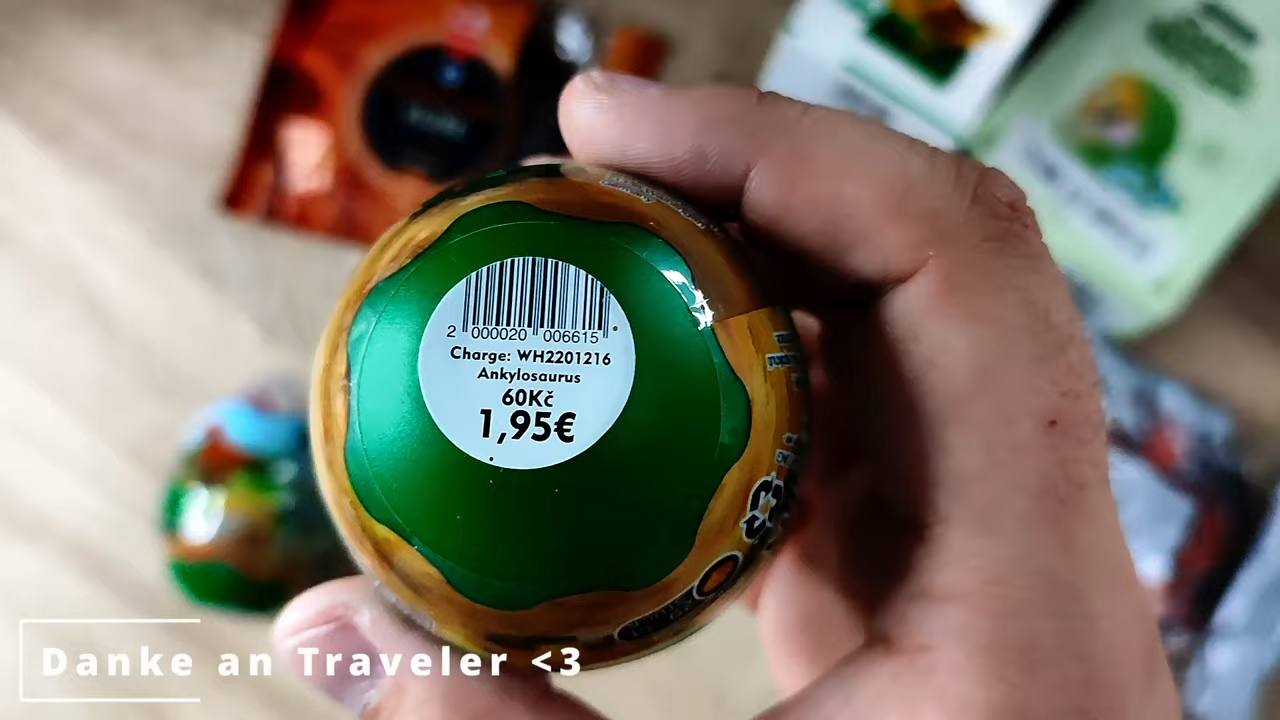 2 000020 006615
Charge: WH2201216
Ankylosaurus
60Kč
1,95€
Danke an Traveler <3